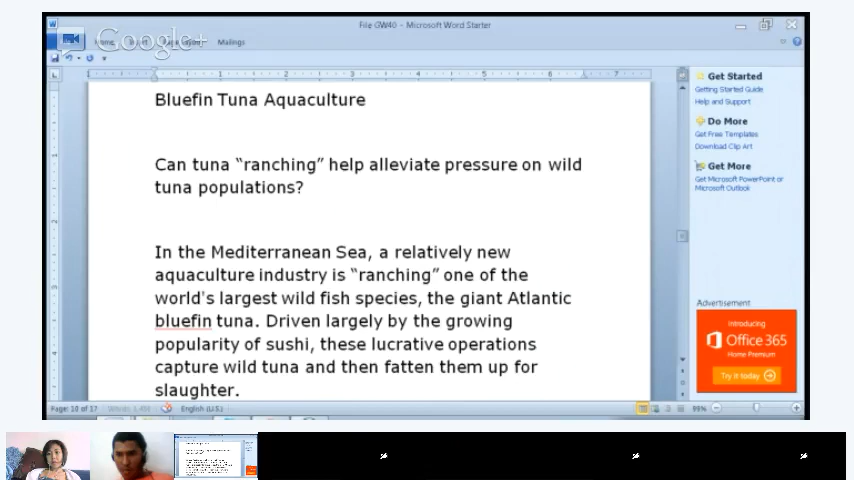 File GW40 - Microsoft Word Starter
Google+
Mailings
Bluefin Tuna Aquaculture
Can tuna “ranching” help alleviate pressure on wild
tuna populations?
In the Mediterranean Sea, a relatively new
aquaculture industry is “ranching” one of the
world's largest wild fish species, the giant Atlantic
bluefin tuna. Driven largely by the growing
popularity of sushi, these lucrative operations
capture wild tuna and then fatten them up for
slaughter.
Get Started
Getting Started Guide
Help and Support
Do More
Get Free Templates
Download Clip Art
Get More
Get Microsoft PowerPoint or
Microsoft Outlook
Advertisement
Introducing
Office 365
Home Premium
Try it today
Page: 10 of 17
English (U.S.)
99%